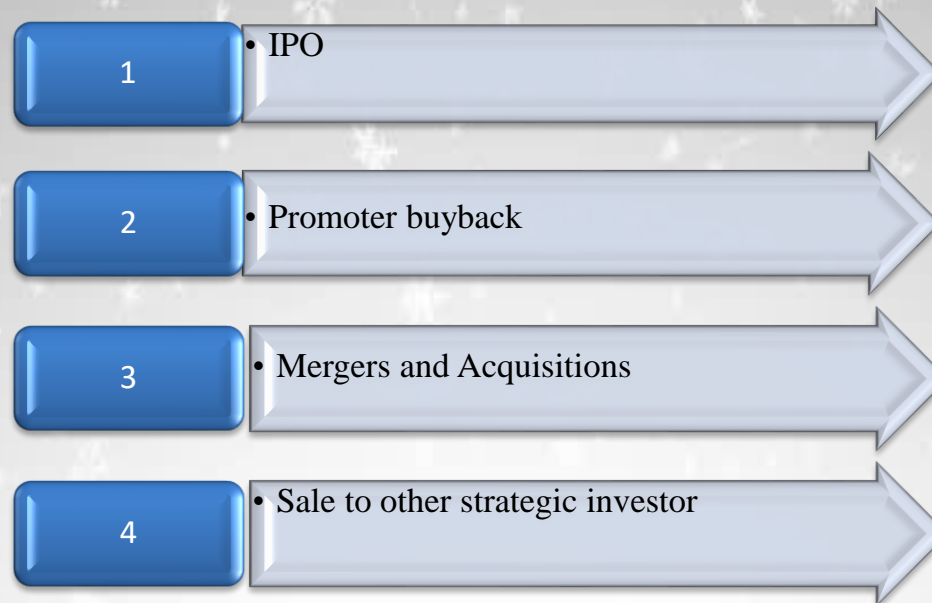 1
• IPO
2
• Promoter buyback
3
• Mergers and Acquisitions
4
• Sale to other strategic investor